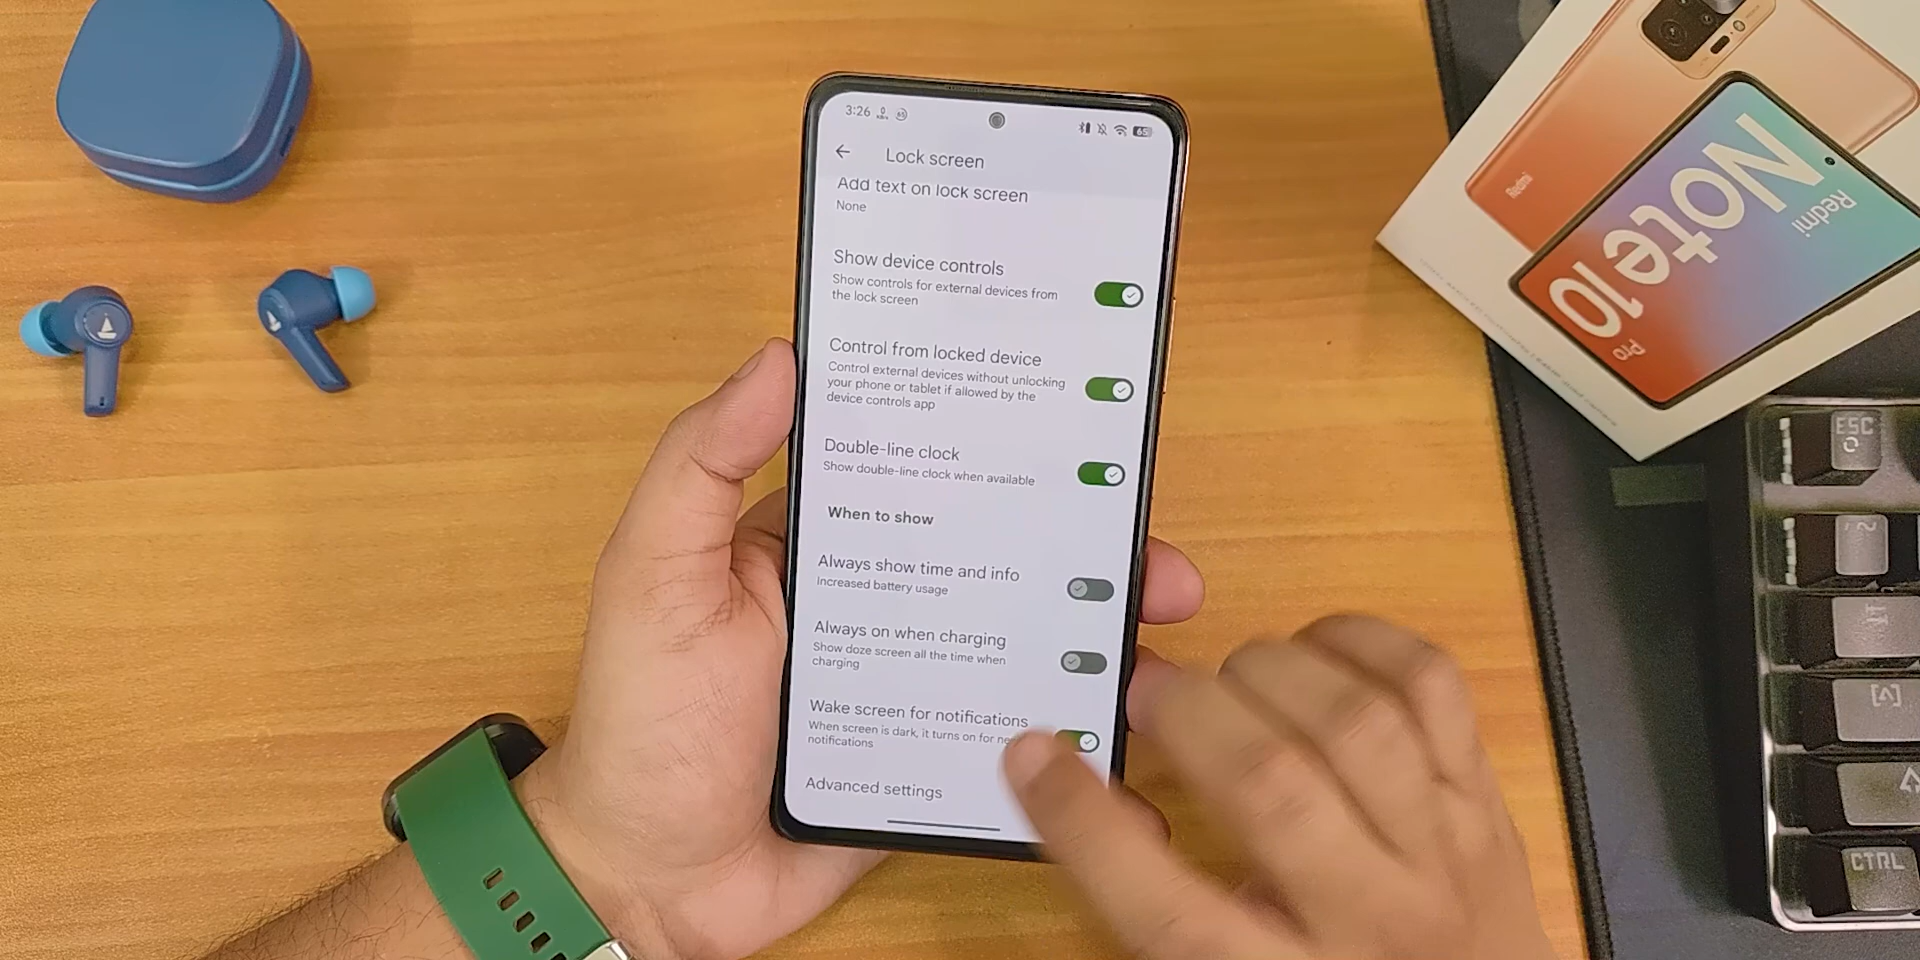 3:26
65
Lock screen
Add text on lock screen
None
Show device controls
Show controls for external devices from
the lock screen
Control from locked device
Control external devices without unlocking
your phone or tablet if allowed by the
device controls app
Double-line clock
Show double-line clock when available
When to show
Always show time and info
Increased battery usage
Always on when charging
Show doze screen all the time when
charging
Wake screen for notifications
When screen is dark, it turns on for
notifications
Advanced settings
Redmi
Redmi
Note 10
Pro
ESC
CTRL